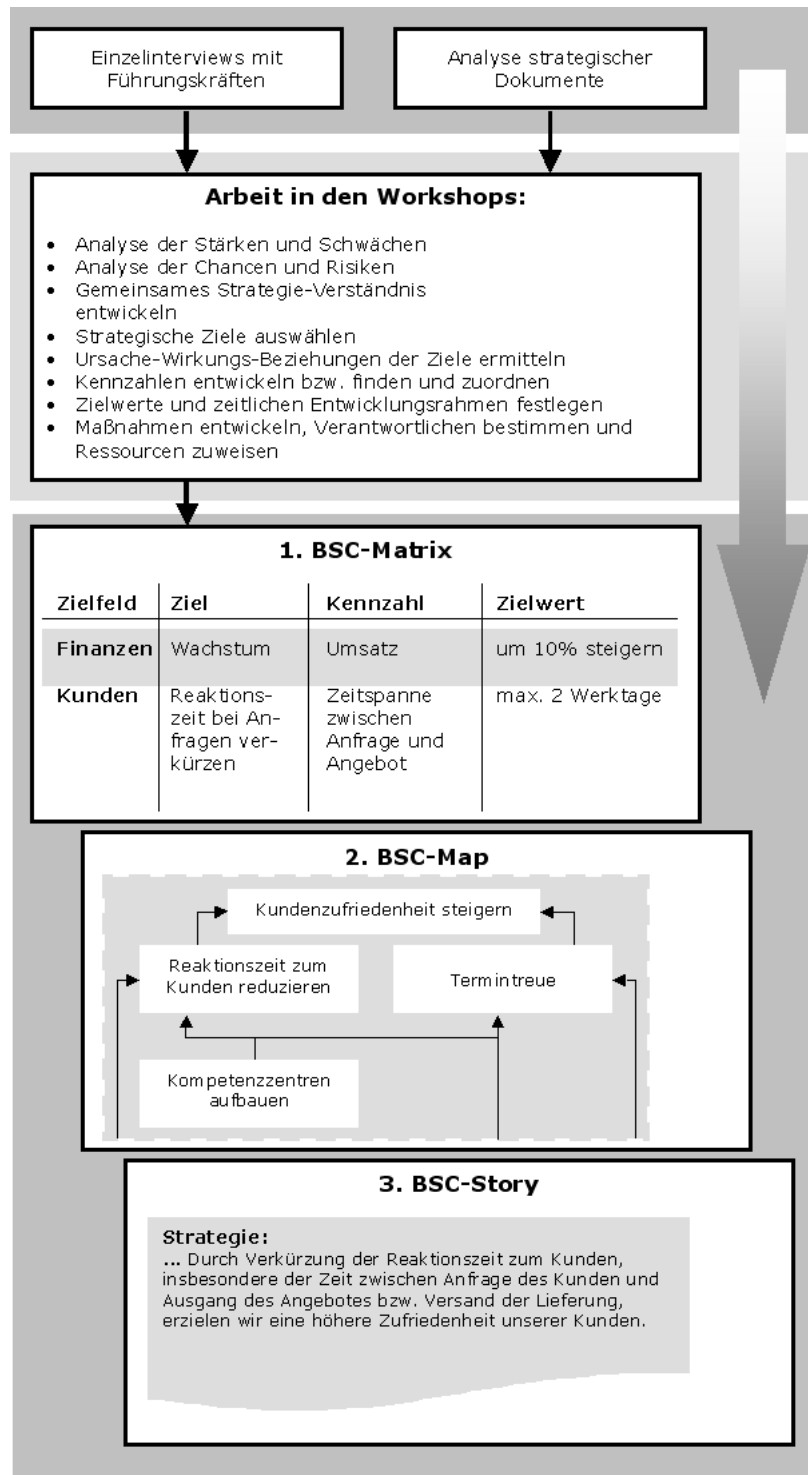 Einzelinterviews mit
Führungskräften
Analyse strategischer
Dokumente
Arbeit in den Workshops:
• Analyse der Stärken und Schwächen
• Analyse der Chancen und Risiken
• Gemeinsames Strategie-Verständnis
entwickeln
• Strategische Ziele auswählen
• Ursache-Wirkungs-Beziehungen der Ziele ermitteln
• Kennzahlen entwickeln bzw. finden und zuordnen
• Zielwerte und zeitlichen Entwicklungsrahmen festlegen
• Maßnahmen entwickeln, Verantwortlichen bestimmen und
Ressourcen zuweisen
1. BSC-Matrix
Zielfeld Ziel Kennzahl Zielwert
Finanzen Wachstum Umsatz um 10% steigern
Kunden Reaktions- Zeitspanne max. 2 Werktage
zeit bei An- zwischen
fragen ver- Anfrage und
kürzen Angebot
2. BSC-Map
Kundenzufriedenheit steigern
Reaktionszeit zum
Kunden reduzieren
Termintreue
Kompetenzzentren
aufbauen
3. BSC-Story
Strategie:
... Durch Verkürzung der Reaktionszeit zum Kunden,
insbesondere der Zeit zwischen Anfrage des Kunden und
Ausgang des Angebotes bzw. Versand der Lieferung,
erzielen wir eine höhere Zufriedenheit unserer Kunden.